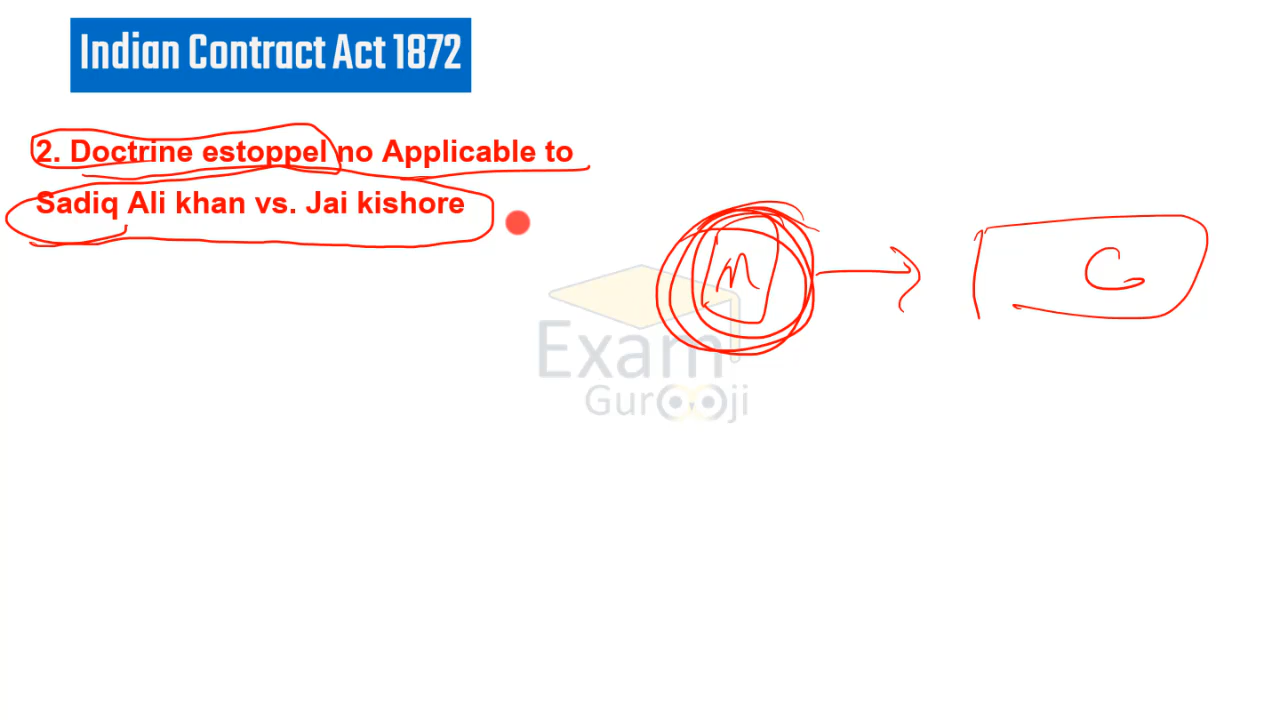 Indian Contract Act 1872
2. Doctrine estoppel no Applicable to
Sadiq Ali khan vs. Jai kishore
n
C
Exam
Gurooji